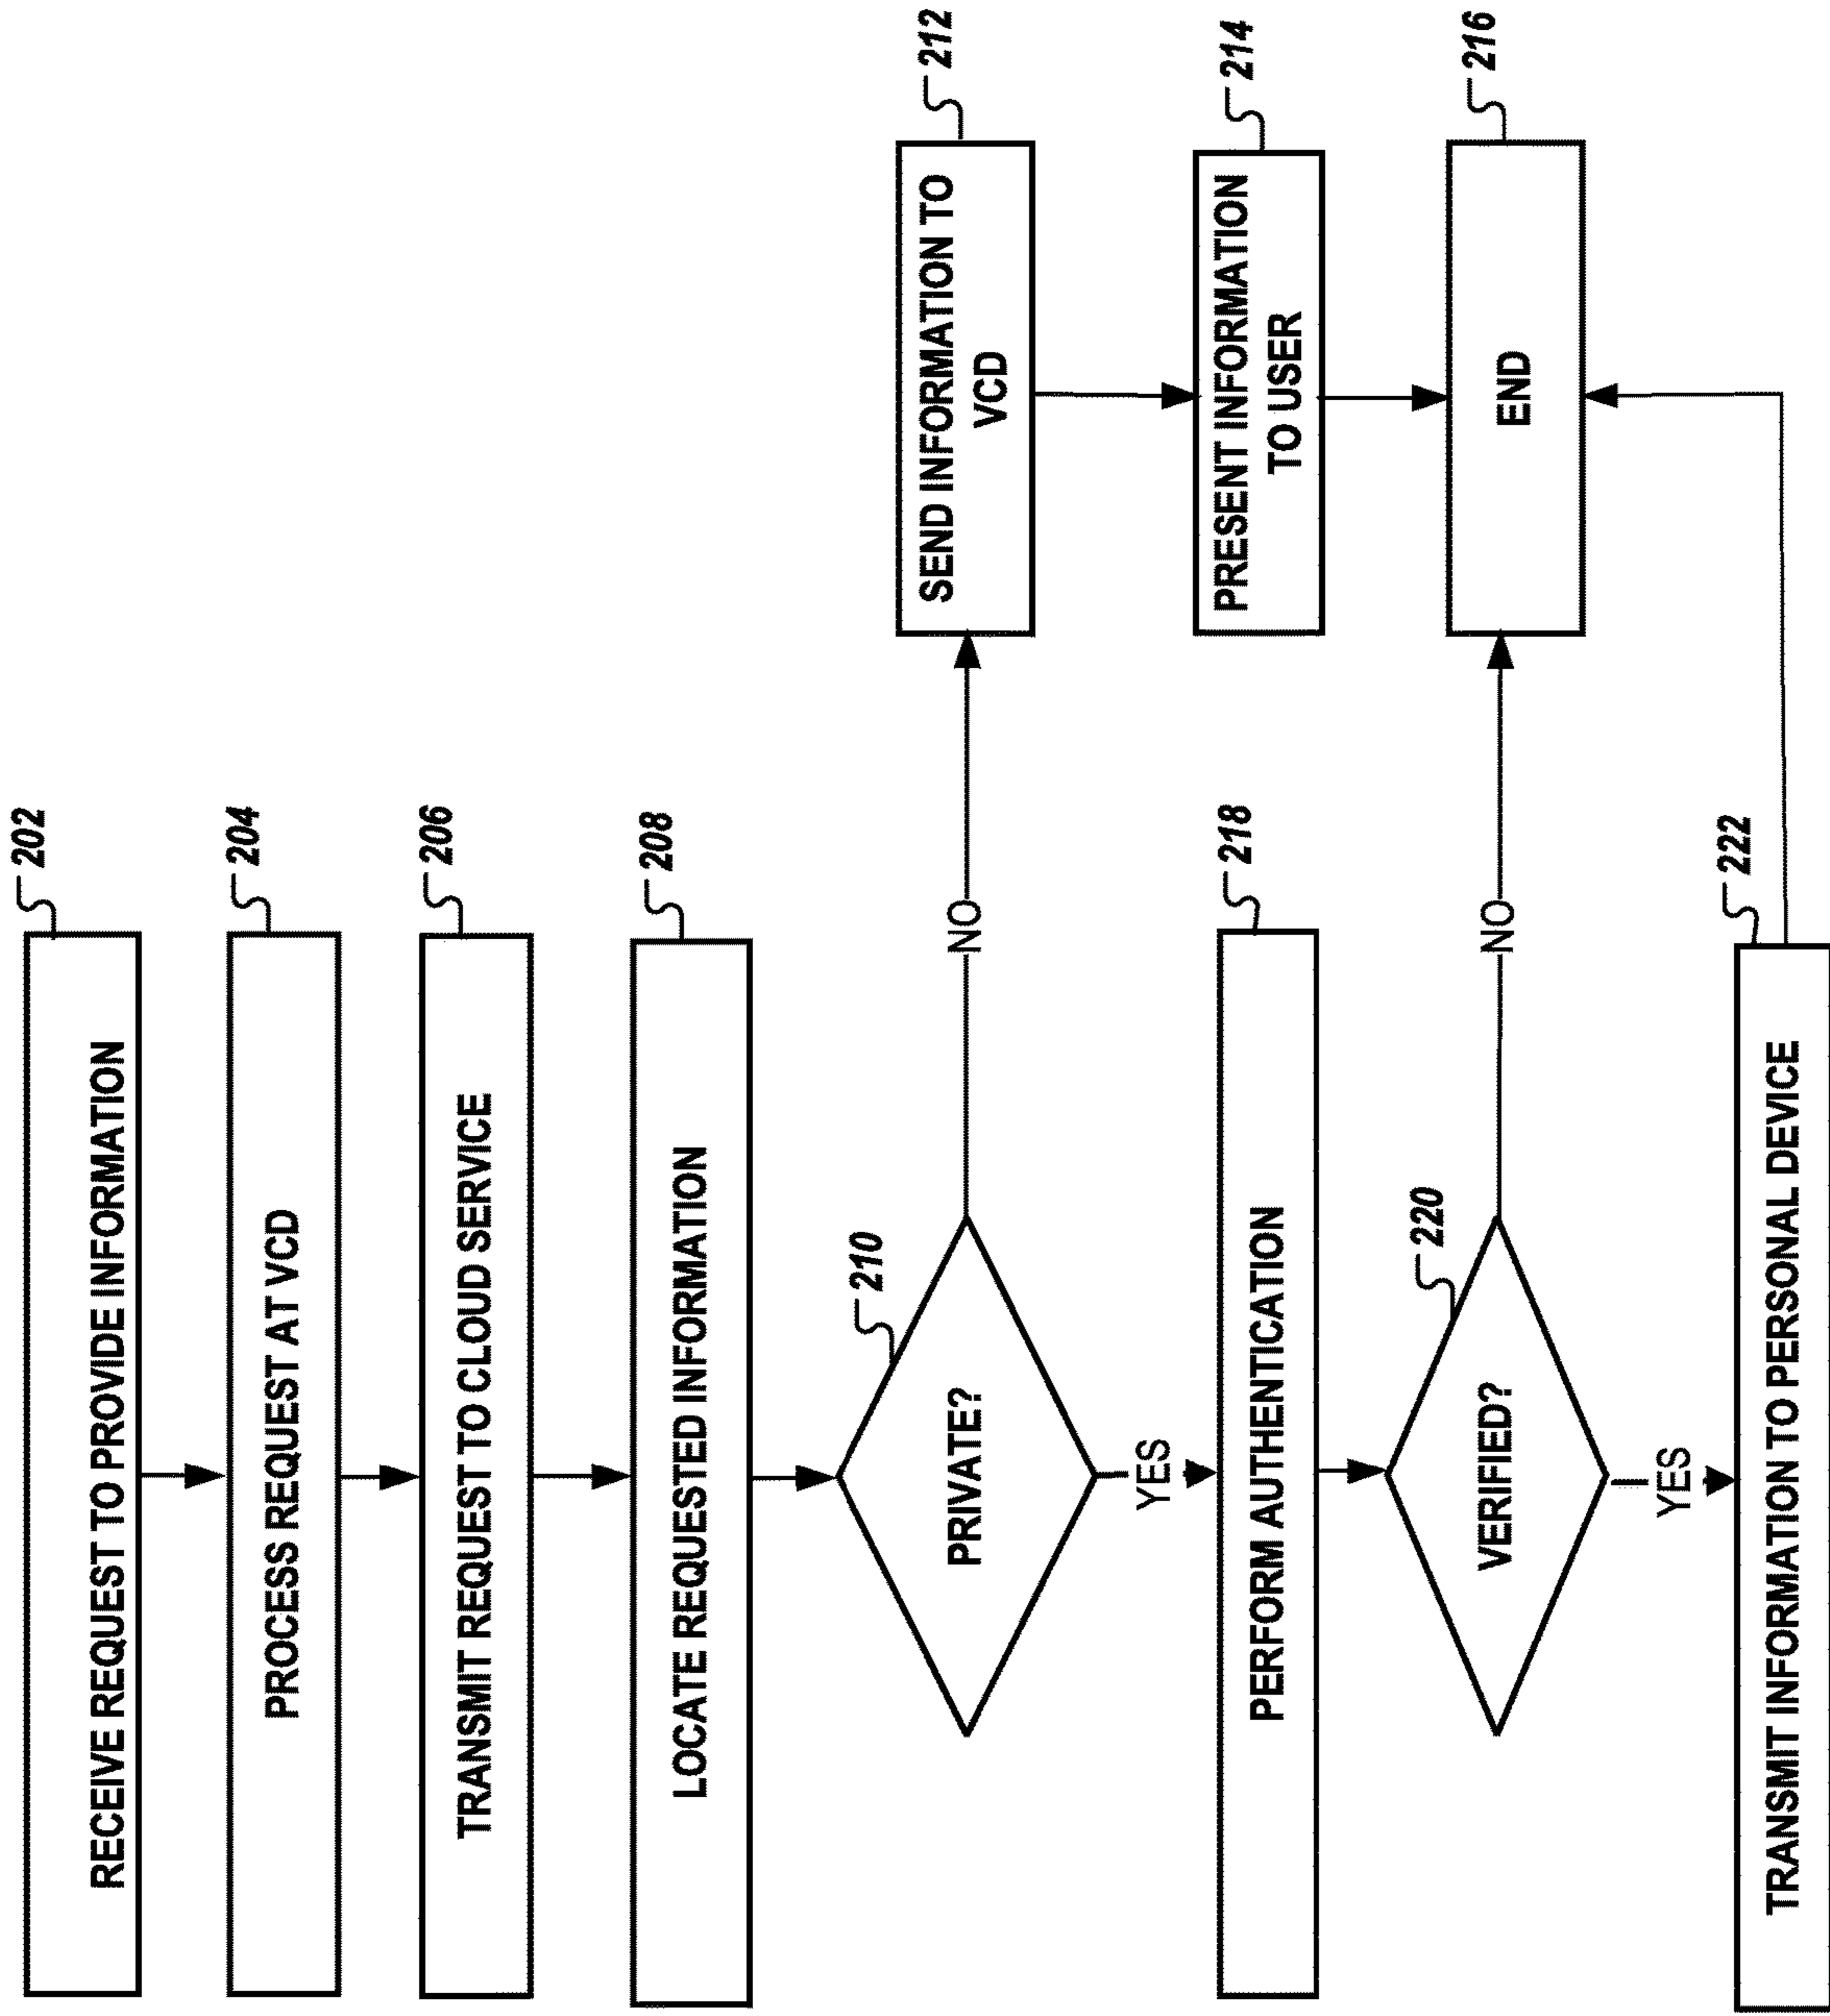 202
RECEIVE REQUEST TO PROVIDE INFORMATION
204
PROCESS REQUEST AT VCD
206
TRANSMIT REQUEST TO CLOUD SERVICE
208
LOCATE REQUESTED INFORMATION
210
PRIVATE?
NO
212
SEND INFORMATION TO
VCD
214
PRESENT INFORMATION
TO USER
216
END
YES
218
PERFORM AUTHENTICATION
220
VERIFIED?
NO
YES
222
TRANSMIT INFORMATION TO PERSONAL DEVICE